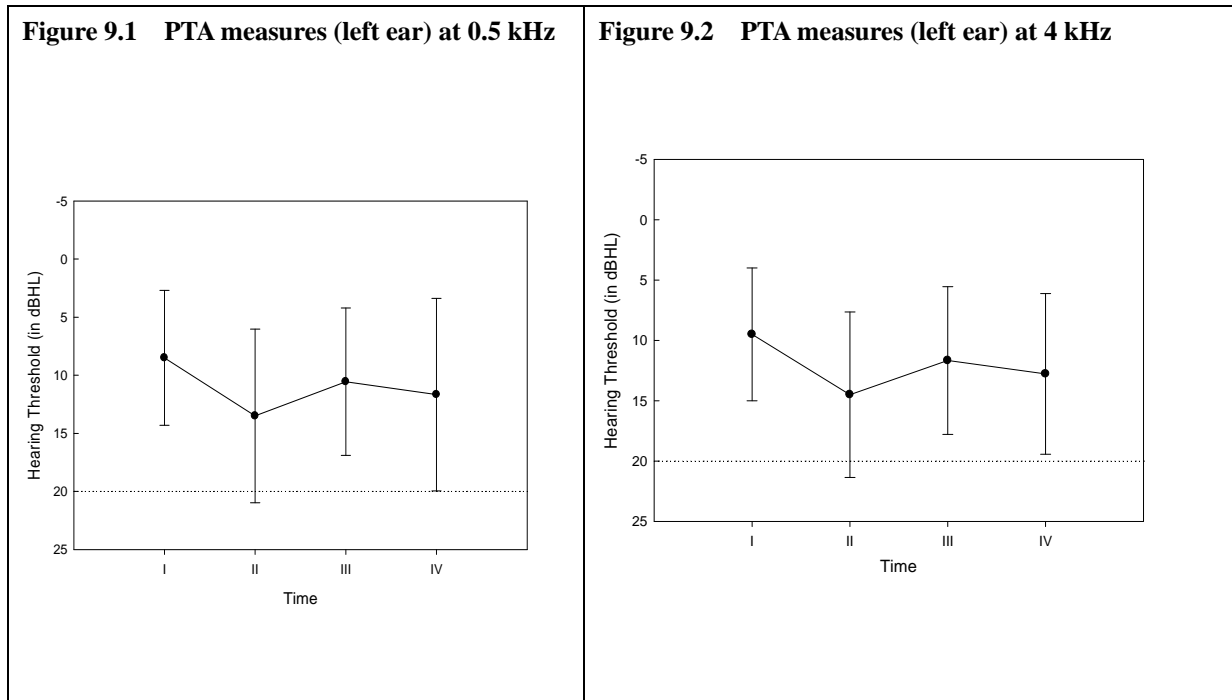 Figure 9.1 PTA measures (left ear) at 0.5 kHz
Hearing Threshold (in dBHL)
-5
0
5
10
15
20
25
I II III IV
Time
Figure 9.2 PTA measures (left ear) at 4 kHz
Hearing Threshold (in dBHL)
-5
0
5
10
15
20
25
I II III IV
Time